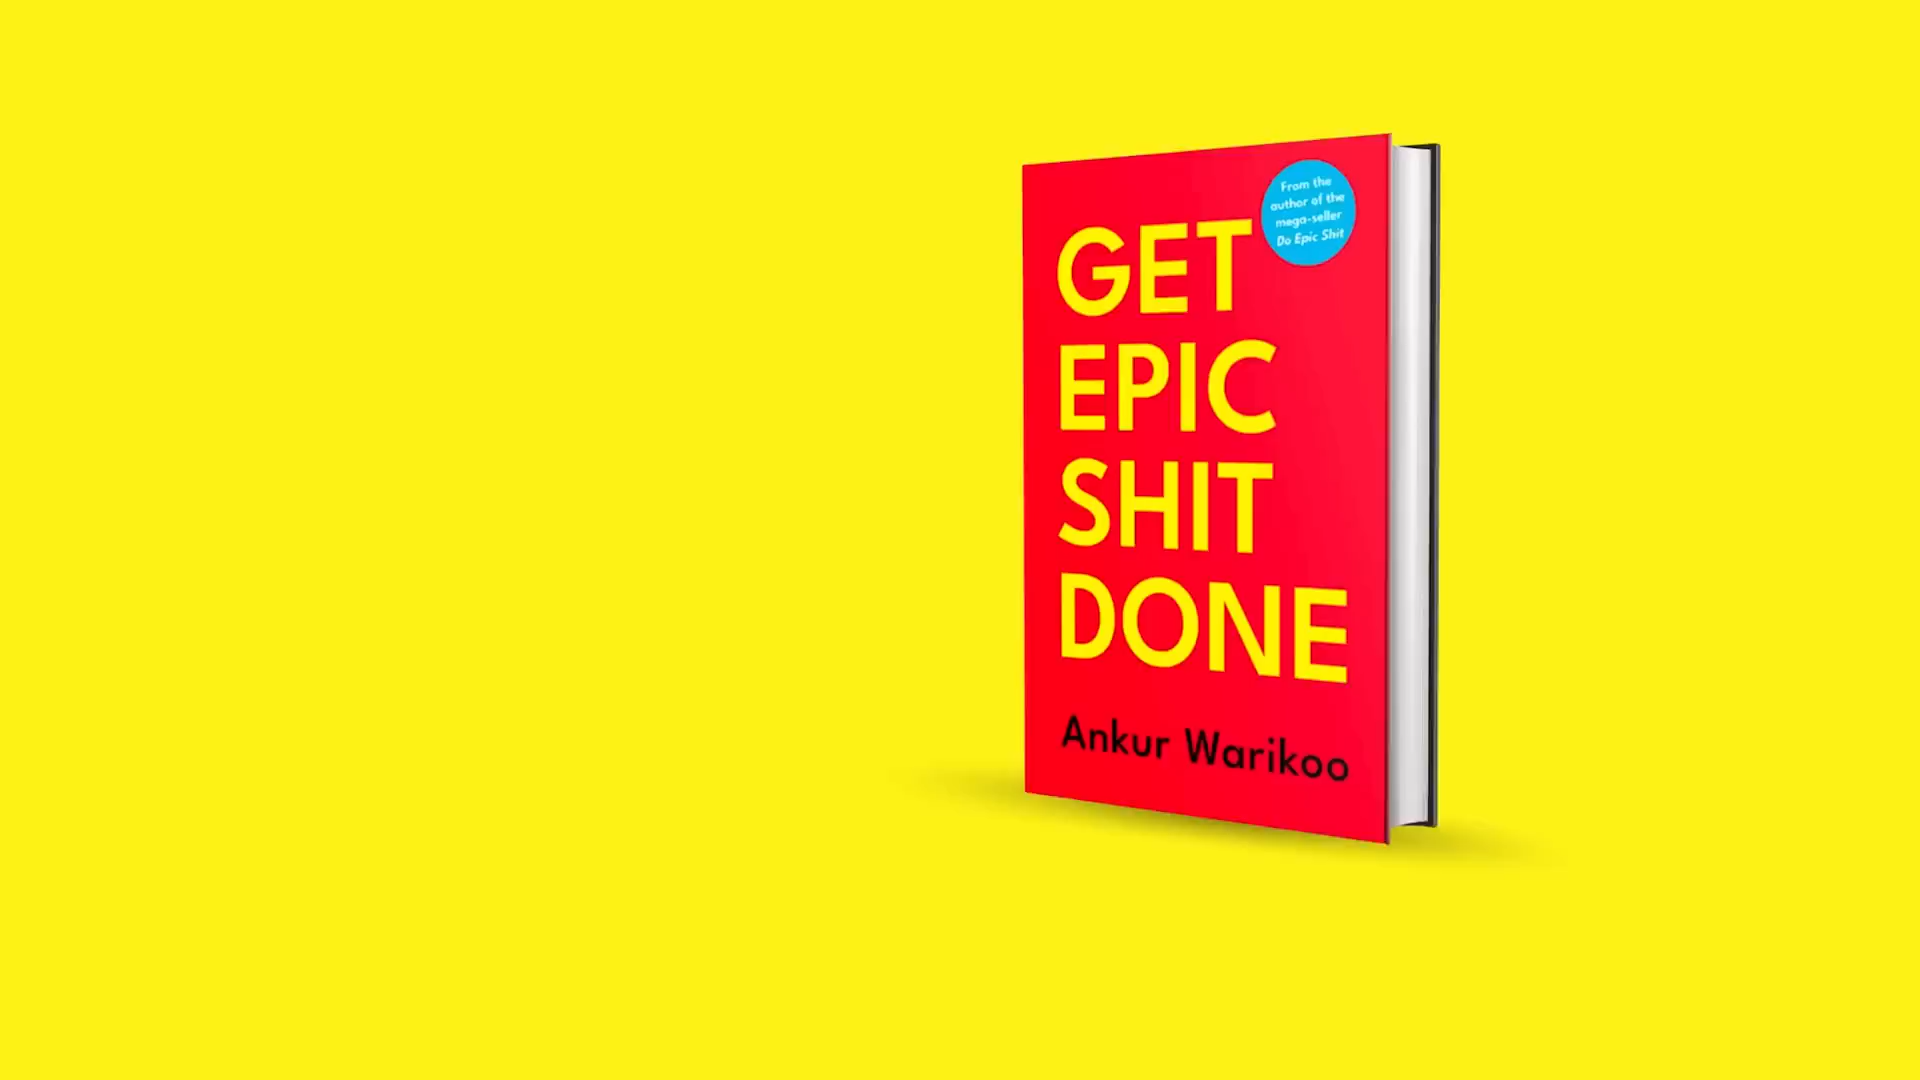 From the
author of the
mega-seller
Do Epic Shit
GET
EPIC
SHIT
DONE
Ankur Warikoo